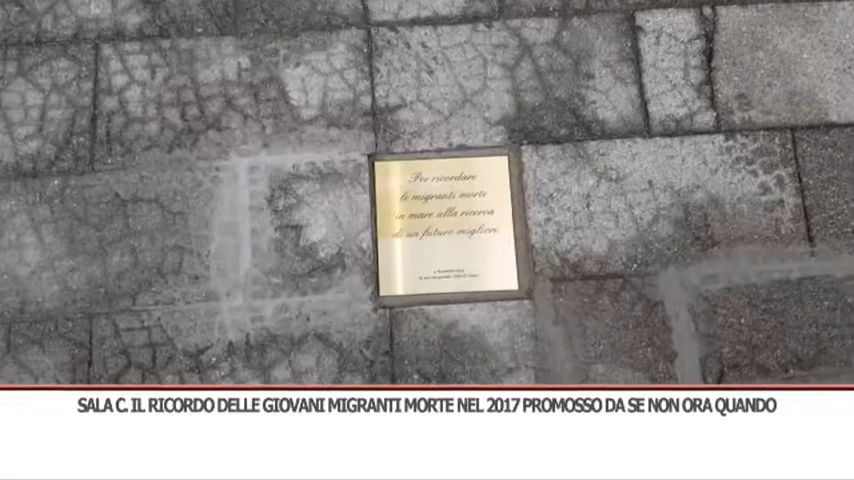 Per ricordare
le migranti morte
in mare alla ricerca
di un futuro migliore
SALA C. IL RICORDO DELLE GIOVANI MIGRANTI MORTE NEL 2017 PROMOSSO DA SE NON ORA QUANDO